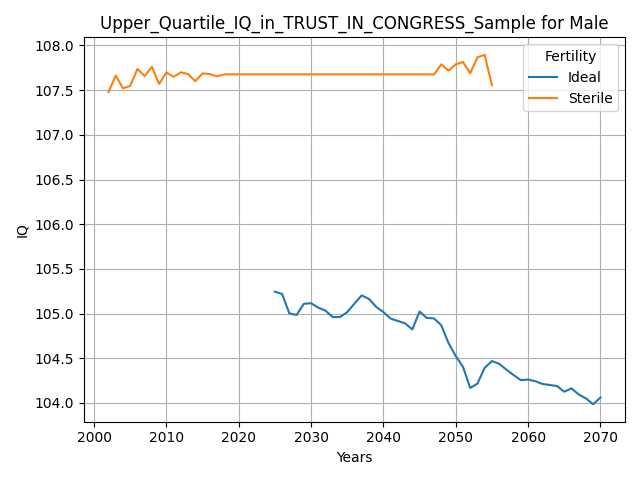 Upper_Quartile_IQ_in_TRUST_IN_CONGRESS_Sample for Male
108.0
107.5
107.0
106.5
106.0
105.5
105.0
104.5
104.0
IQ
Fertility
Ideal
Sterile
2000 2010 2020 2030 2040 2050 2060 2070
Years